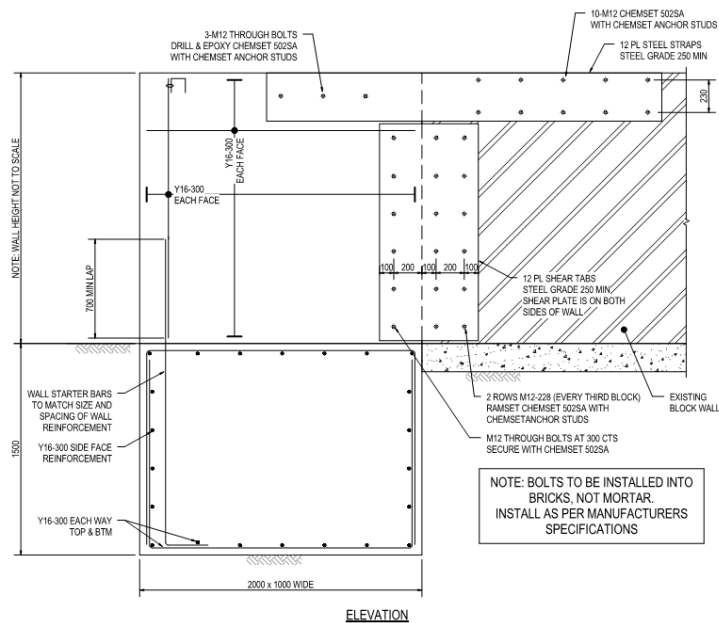 10-M12 CHEMSET 502SA
WITH CHEMSET ANCHOR STUDS
3-M12 THROUGH BOLTS
DRILL & EPOXY CHEMSET 502SA
WITH CHEMSET ANCHOR STUDS
12 PL STEEL STRAPS
STEEL GRADE 250 MIN
230
NOTE: WALL HEIGHT NOT TO SCALE
Y16-300
EACH FACE
Y16-300
EACH FACE
700 MIN LAP
100
200
100
200
100
12 PL SHEAR TABS
STEEL GRADE 250 MIN
SHEAR PLATE IS ON BOTH
SIDES OF WALL
WALL STARTER BARS
TO MATCH SIZE AND
SPACING OF WALL
REINFORCEMENT
2 ROWS M12-228 (EVERY THIRD BLOCK)
RAMSET CHEMSET 502SA WITH
CHEMSETANCHOR STUDS
EXISTING
BLOCK WALL
Y16-300 SIDE FACE
REINFORCEMENT
M12 THROUGH BOLTS AT 300 CTS
SECURE WITH CHEMSET 502SA
1500
NOTE: BOLTS TO BE INSTALLED INTO
BRICKS, NOT MORTAR.
INSTALL AS PER MANUFACTURERS
SPECIFICATIONS
Y16-300 EACH WAY
TOP & BTM
2000 x 1000 WIDE
ELEVATION